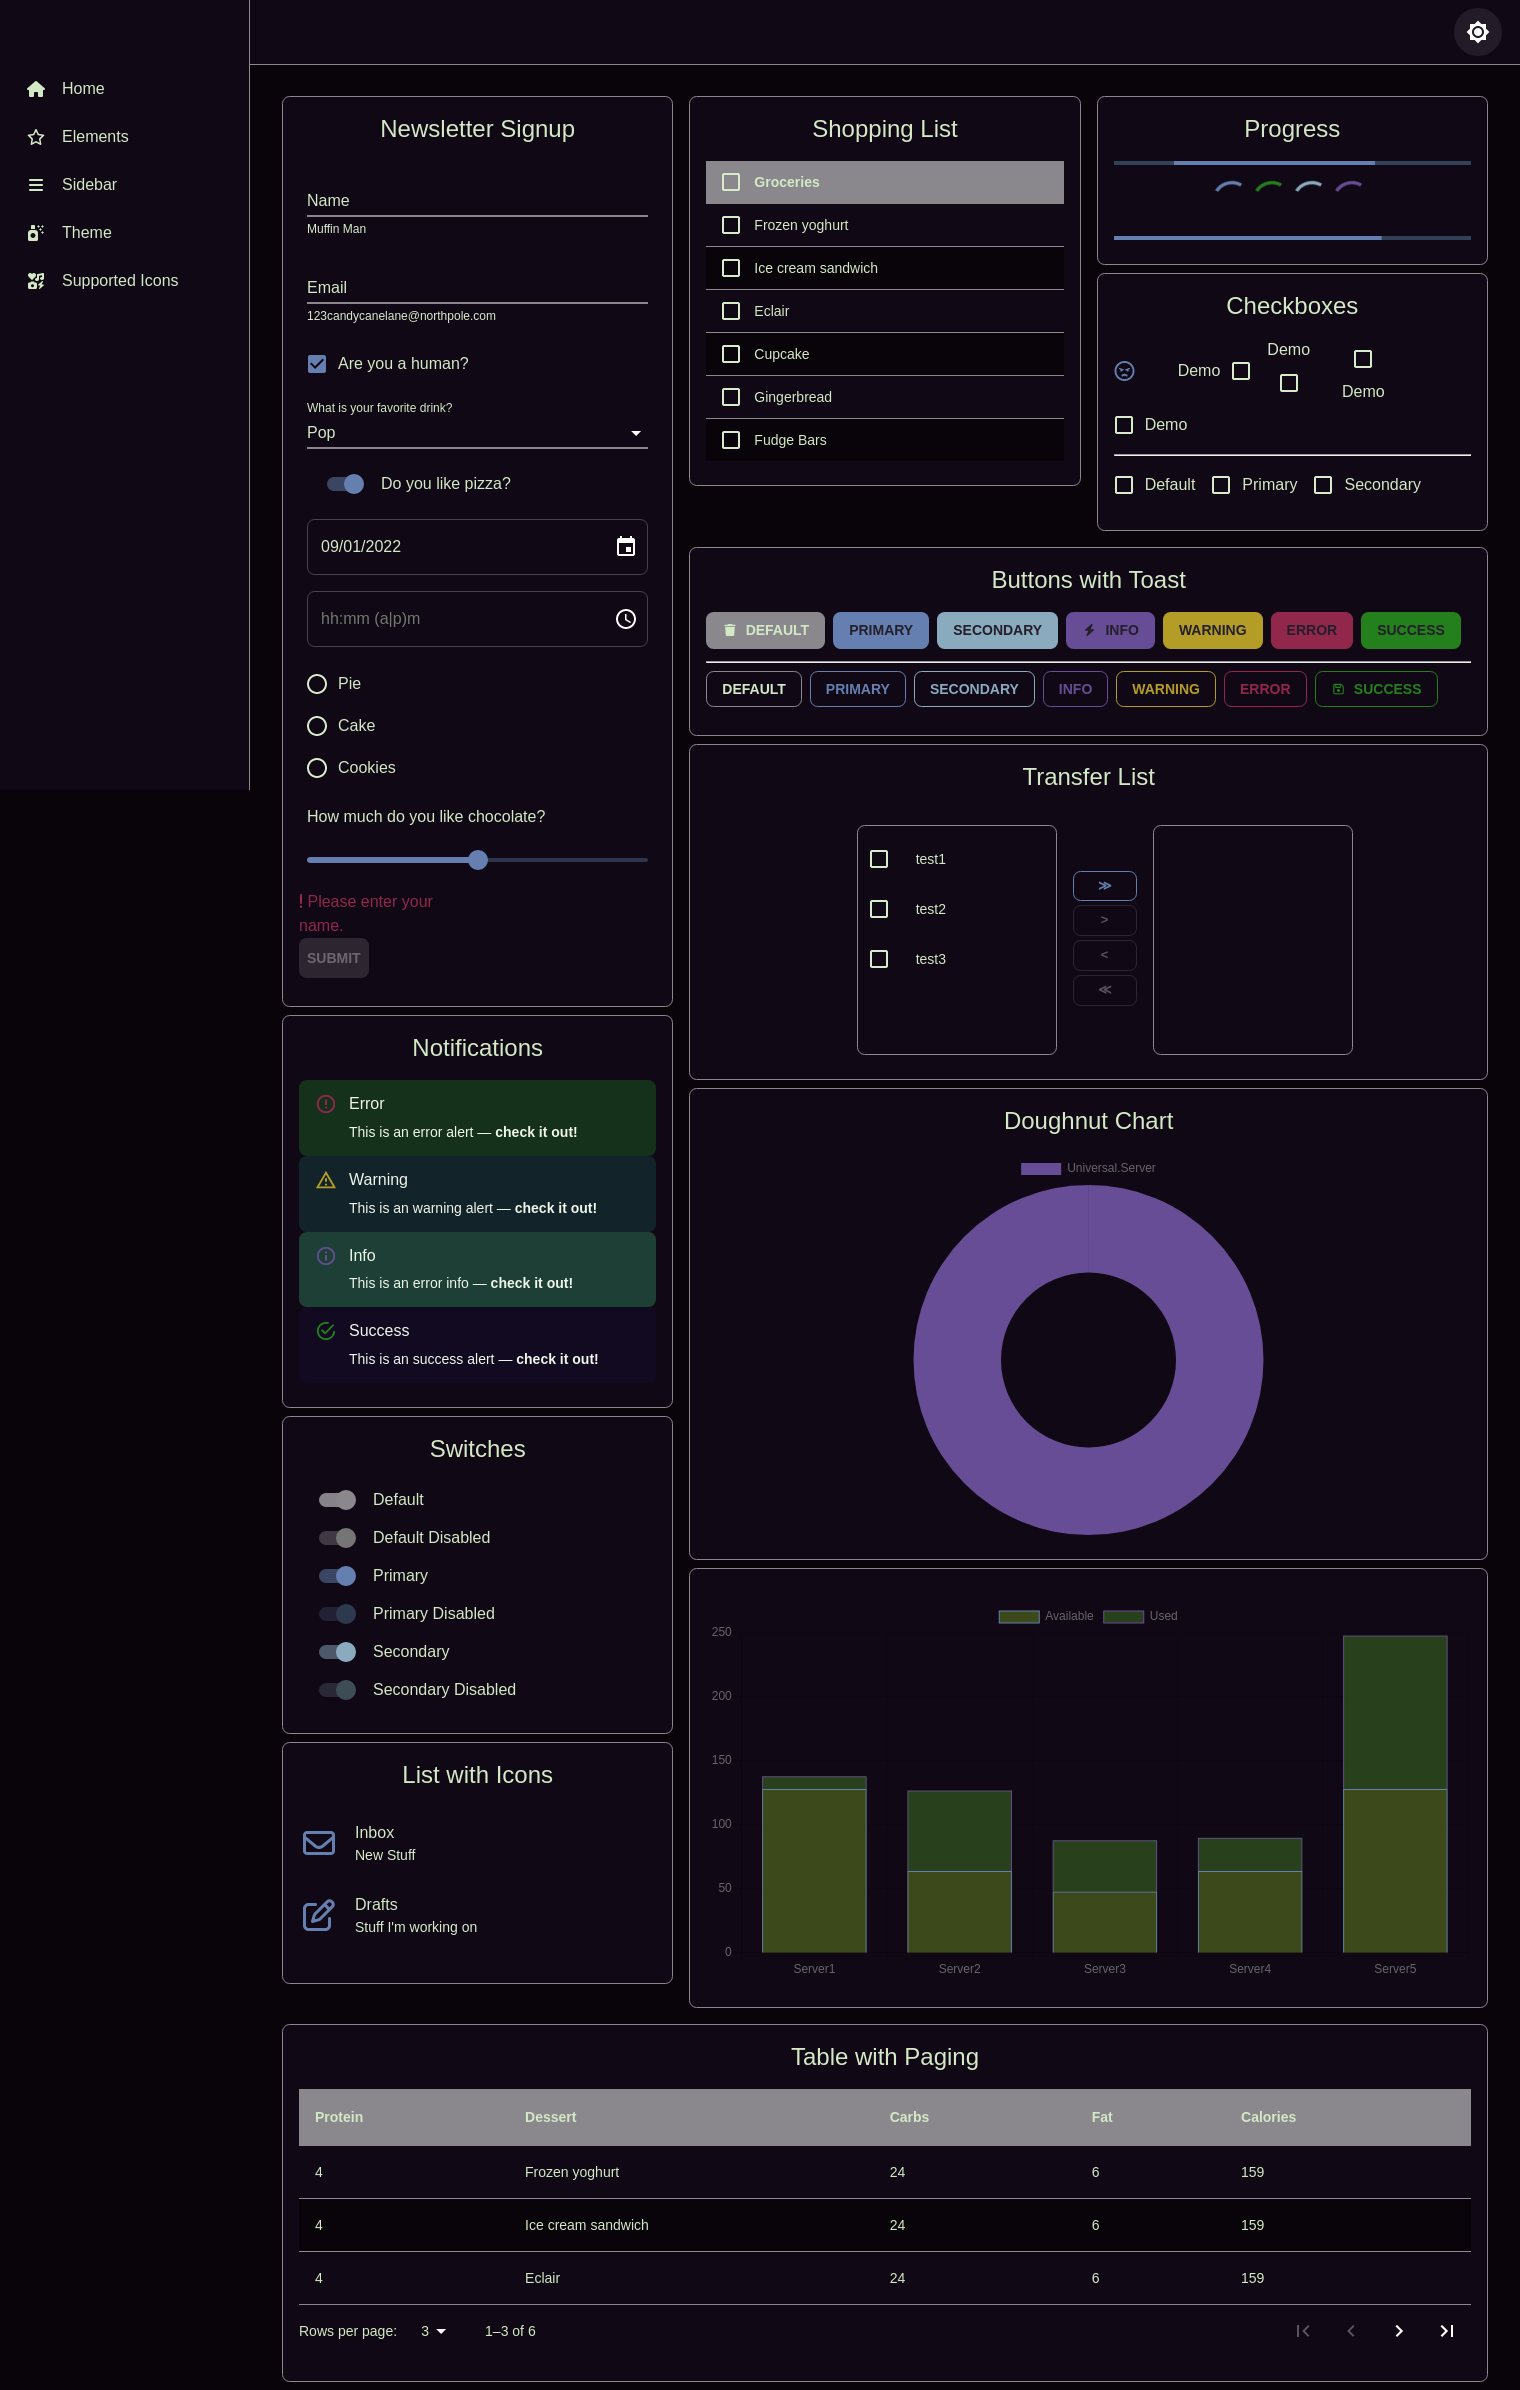 Home
Elements
Sidebar
Theme
Supported Icons
Newsletter Signup
Name
Muffin Man
Email
123candycanelane@northpole.com
Are you a human?
What is your favorite drink?
Pop
Do you like pizza?
09/01/2022
hh:mm (a|p)m
Pie
Cake
Cookies
How much do you like chocolate?
! Please enter your
name.
SUBMIT
Notifications
Error
This is an error alert — check it out!
Warning
This is an warning alert — check it out!
Info
This is an error info — check it out!
Success
This is an success alert — check it out!
Switches
Default
Default Disabled
Primary
Primary Disabled
Secondary
Secondary Disabled
List with Icons
Inbox
New Stuff
Drafts
Stuff I'm working on
Shopping List
Groceries
Frozen yoghurt
Ice cream sandwich
Eclair
Cupcake
Gingerbread
Fudge Bars
Progress
Checkboxes
Demo
Demo
Demo
Demo
Default Primary Secondary
Buttons with Toast
DEFAULT PRIMARY SECONDARY INFO WARNING ERROR SUCCESS
DEFAULT PRIMARY SECONDARY INFO WARNING ERROR SUCCESS
Transfer List
test1
test2
test3
≫
>
<
≪
Doughnut Chart
Universal.Server
Available Used
250
200
150
100
50
0
Server1 Server2 Server3 Server4 Server5
Table with Paging
Protein Dessert Carbs Fat Calories
4 Frozen yoghurt 24 6 159
4 Ice cream sandwich 24 6 159
4 Eclair 24 6 159
Rows per page: 3 1–3 of 6